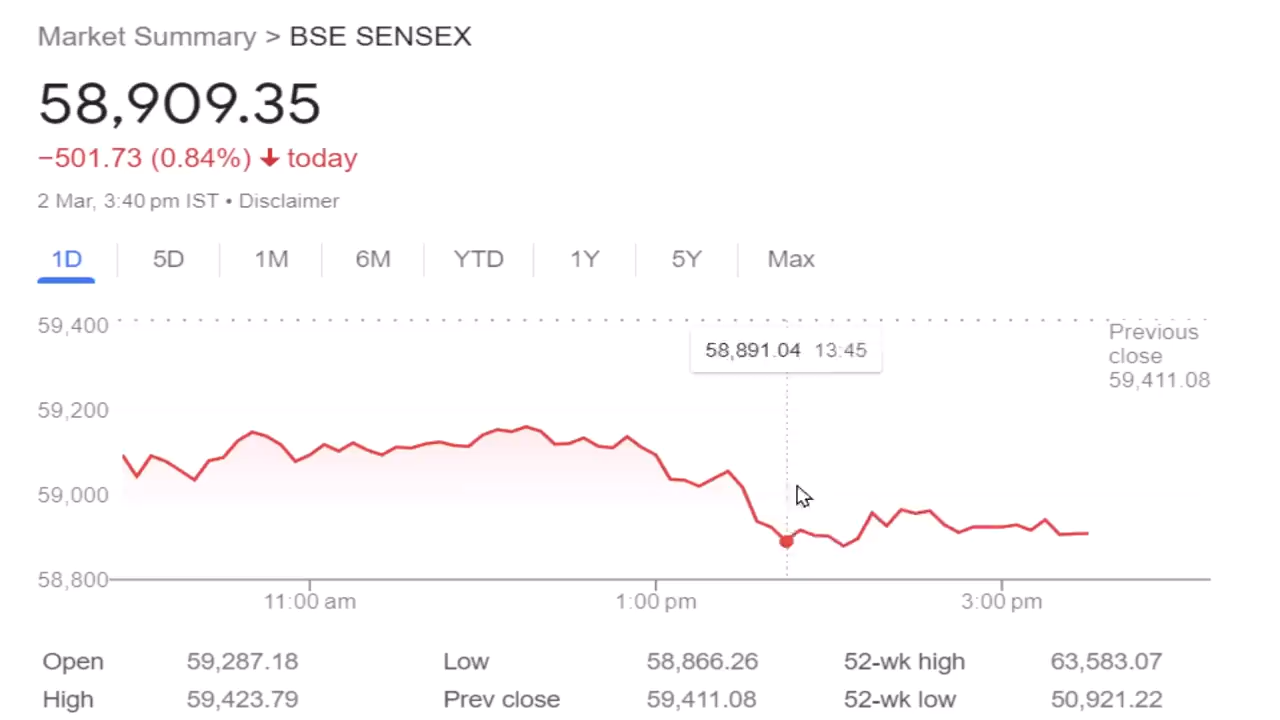 Market Summary > BSE SENSEX
58,909.35
−501.73 (0.84%) ↓ today
2 Mar, 3:40 pm IST • Disclaimer
1D 5D 1M 6M YTD 1Y 5Y Max
59,400
58,891.04 13:45
Previous
close
59,411.08
59,200
59,000
58,800
11:00 am 1:00 pm 3:00 pm
Open 59,287.18 Low 58,866.26 52-wk high 63,583.07
High 59,423.79 Prev close 59,411.08 52-wk low 50,921.22